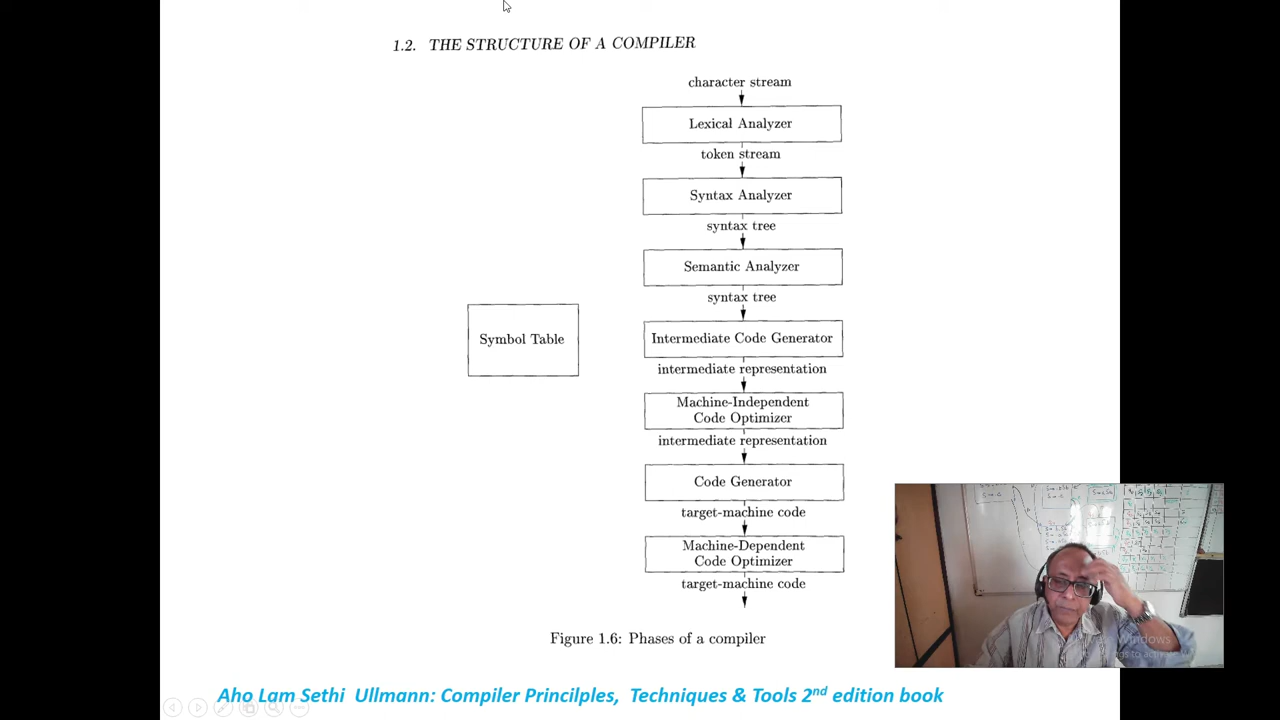 1.2. THE STRUCTURE OF A COMPILER
character stream
Lexical Analyzer
token stream
Syntax Analyzer
syntax tree
Semantic Analyzer
syntax tree
Symbol Table
Intermediate Code Generator
intermediate representation
Machine-Independent
Code Optimizer
intermediate representation
Code Generator
target-machine code
Machine-Dependent
Code Optimizer
target-machine code
Figure 1.6: Phases of a compiler
Aho Lam Sethi Ullmann: Compiler Princilples, Techniques & Tools 2nd edition book